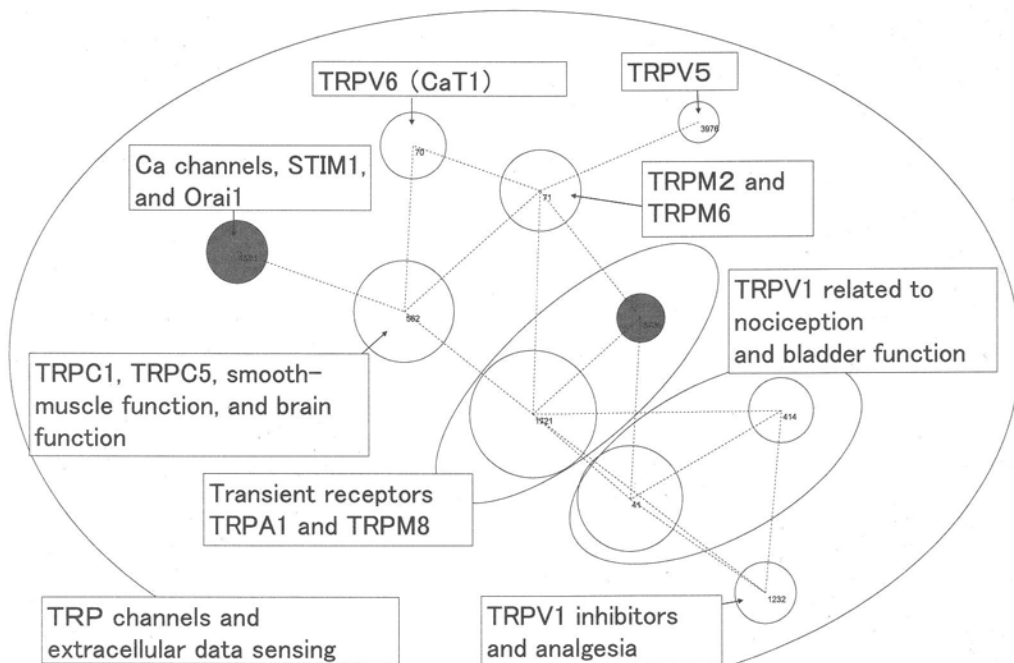 TRPV6 (CaT1)
TRPV5
3976
70
Ca channels, STIM1,
and Orai1
71
TRPM2 and
TRPM6
TRPV1 related to
nociception
and bladder function
562
TRPC1, TRPC5, smooth-
muscle function, and brain
function
1721
414
41
Transient receptors
TRPA1 and TRPM8
1232
TRP channels and
extracellular data sensing
TRPV1 inhibitors
and analgesia